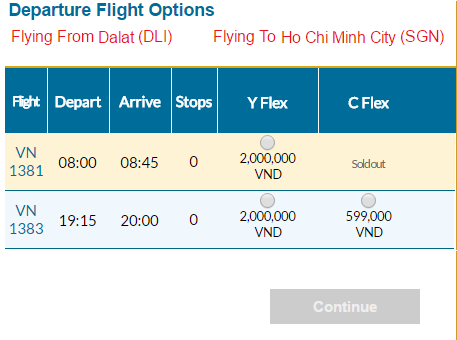 Departure Flight Options
Flying From Dalat (DLI) Flying To Ho Chi Minh City (SGN)
Flight Depart Arrive Stops Y Flex C Flex
VN 1381 08:00 08:45 0 2,000,000 VND Sold out
VN 1383 19:15 20:00 0 2,000,000 VND 599,000 VND
Continue